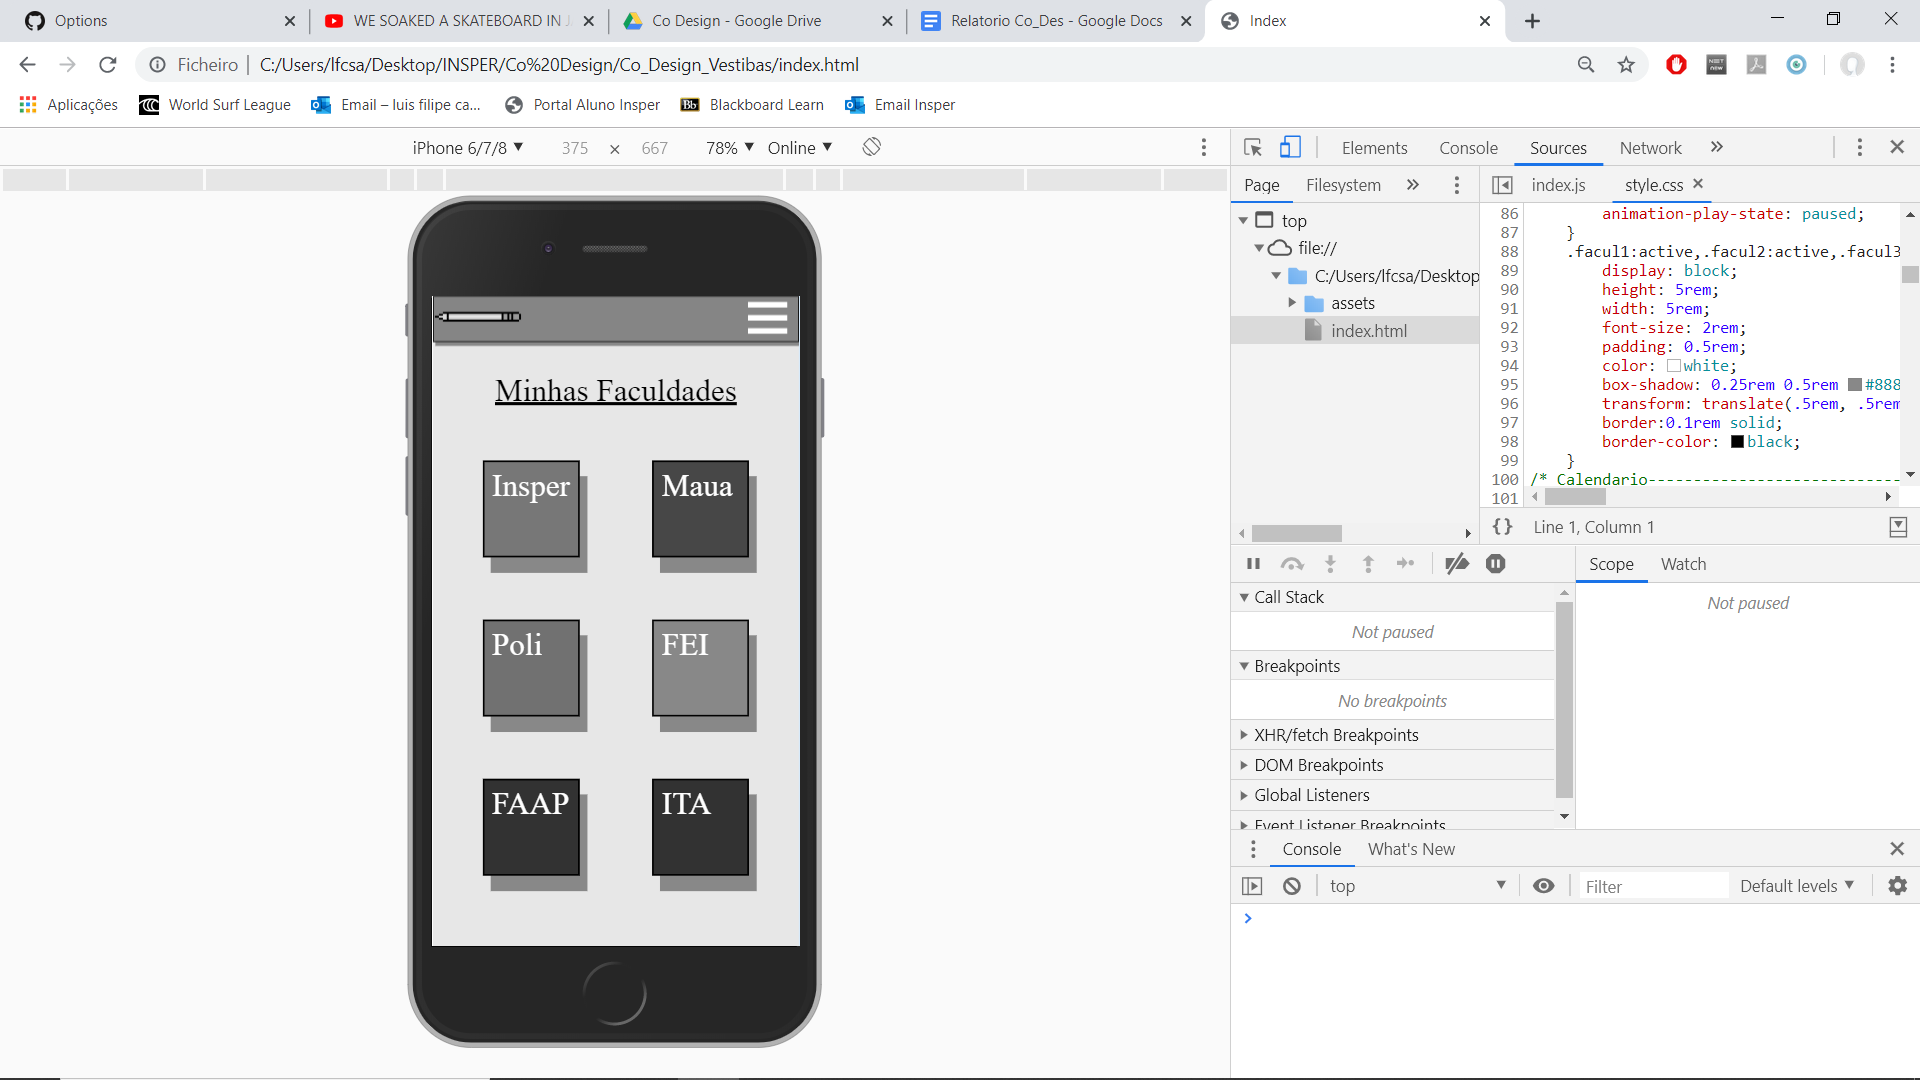 Options
WE SOAKED A SKATEBOARD IN
Co Design - Google Drive
Relatorio Co_Des - Google Docs
Index
Ficheiro
C:/Users/lfcsa/Desktop/INSPER/Co%20Design/Co_Design_Vestibas/index.html
Aplicações
World Surf League
Email – luis filipe ca...
Portal Aluno Insper
Bb
Blackboard Learn
Email Insper
iPhone 6/7/8
375 × 667
78%
Online
Elements
Console
Sources
Network
Page
Filesystem
index.js
style.css
top
file://
C:/Users/lfcsa/Desktop
assets
index.html
86 animation-play-state: paused;
87 }
88 .facul1:active,.facul2:active,.facul3
89 display: block;
90 height: 5rem;
91 width: 5rem;
92 font-size: 2rem;
93 padding: 0.5rem;
94 color: white;
95 box-shadow: 0.25rem 0.5rem #888
96 transform: translate(.5rem, .5rem
97 border:0.1rem solid;
98 border-color: black;
99 }
100 /* Calendario----------------------------
101
{} Line 1, Column 1
Minhas Faculdades
Insper
Maua
Poli
FEI
FAAP
ITA
Scope
Watch
Not paused
Call Stack
Not paused
Breakpoints
No breakpoints
XHR/fetch Breakpoints
DOM Breakpoints
Global Listeners
Event Listener Breakpoints
Console
What's New
top
Filter
Default levels